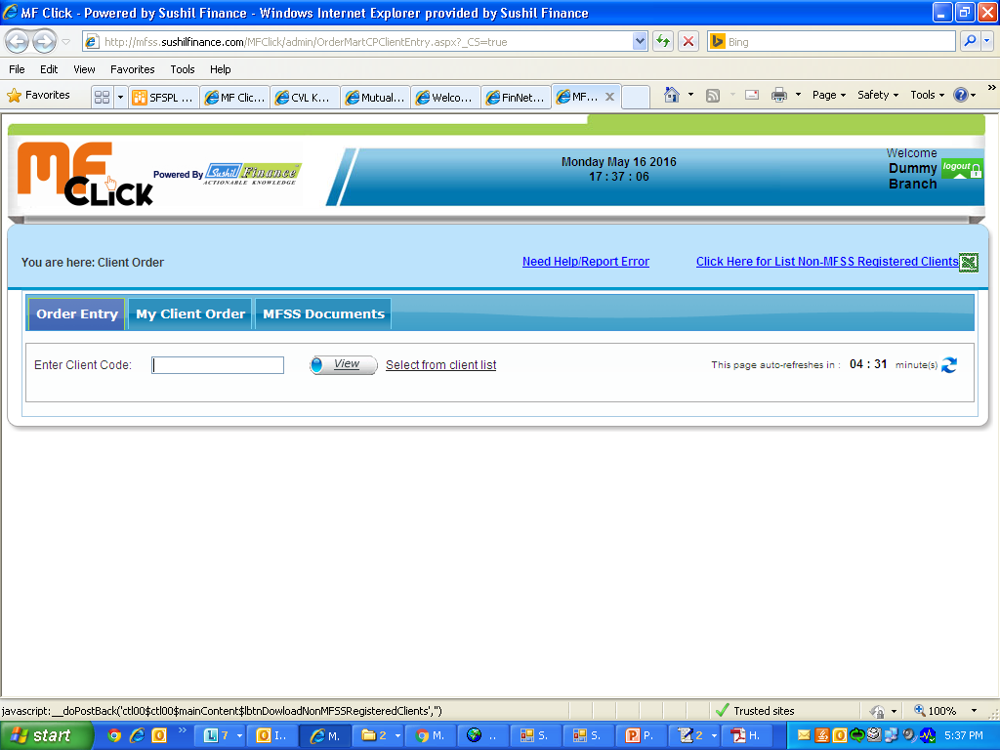 MF Click - Powered by Sushil Finance - Windows Internet Explorer provided by Sushil Finance
http://mfss.sushilfinance.com/MFClick/admin/OrderMartCPClientEntry.aspx?_CS=true
Bing
File Edit View Favorites Tools Help
Favorites SFSPL ... MF Clic... CVL K... Mutual... Welco... FinNet... MF... Page Safety Tools
MF CLICK
Powered By Sushil Finance
ACTIONABLE KNOWLEDGE
Monday May 16 2016
17 : 37 : 06
Welcome
Dummy
Branch
logout
You are here: Client Order
Need Help/Report Error
Click Here for List Non-MFSS Registered Clients
Order Entry My Client Order MFSS Documents
Enter Client Code: View Select from client list This page auto-refreshes in : 04 : 31 minute(s)
javascript:__doPostBack('ctl00$ctl00$mainContent$lbtnDowloadNonMFSSRegisteredClients','') Trusted sites 100%
start 7 I.. M. 2 M. .. S. S. P. 2 H. 5:37 PM